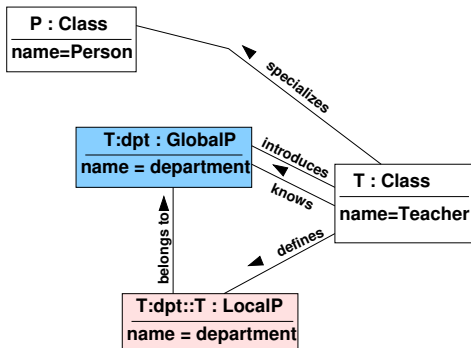 P : Class
name=Person
specializes
T:dpt : GlobalP
name = department
introduces
knows
T : Class
name=Teacher
belongs to
defines
T:dpt::T : LocalP
name = department